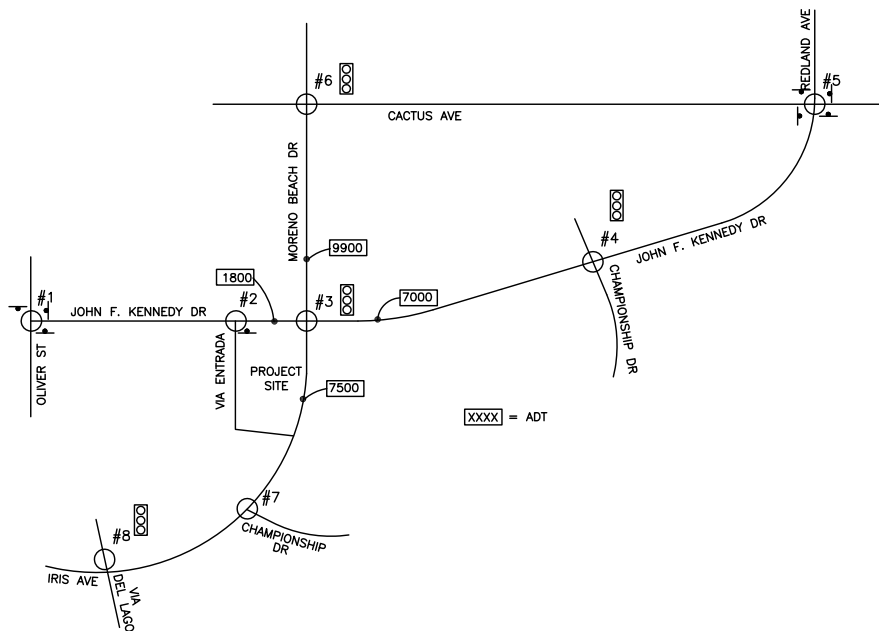 REDLAND AVE
#5
#6
CACTUS AVE
MORENO BEACH DR
#4
JOHN F. KENNEDY DR
CHAMPIONSHIP DR
9900
1800
7000
#1
JOHN F. KENNEDY DR
#2
#3
OLIVER ST
VIA ENTRADA
PROJECT
SITE
7500
XXXX = ADT
#7
CHAMPIONSHIP
DR
#8
IRIS AVE
VIA
DEL LAGO